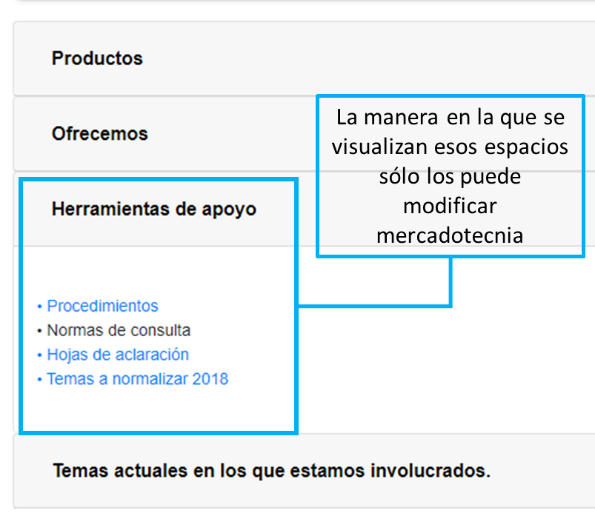 Productos
Ofrecemos
La manera en la que se
visualizan esos espacios
sólo los puede
modificar
mercadotecnia
Herramientas de apoyo
• Procedimientos
• Normas de consulta
• Hojas de aclaración
• Temas a normalizar 2018
Temas actuales en los que estamos involucrados.